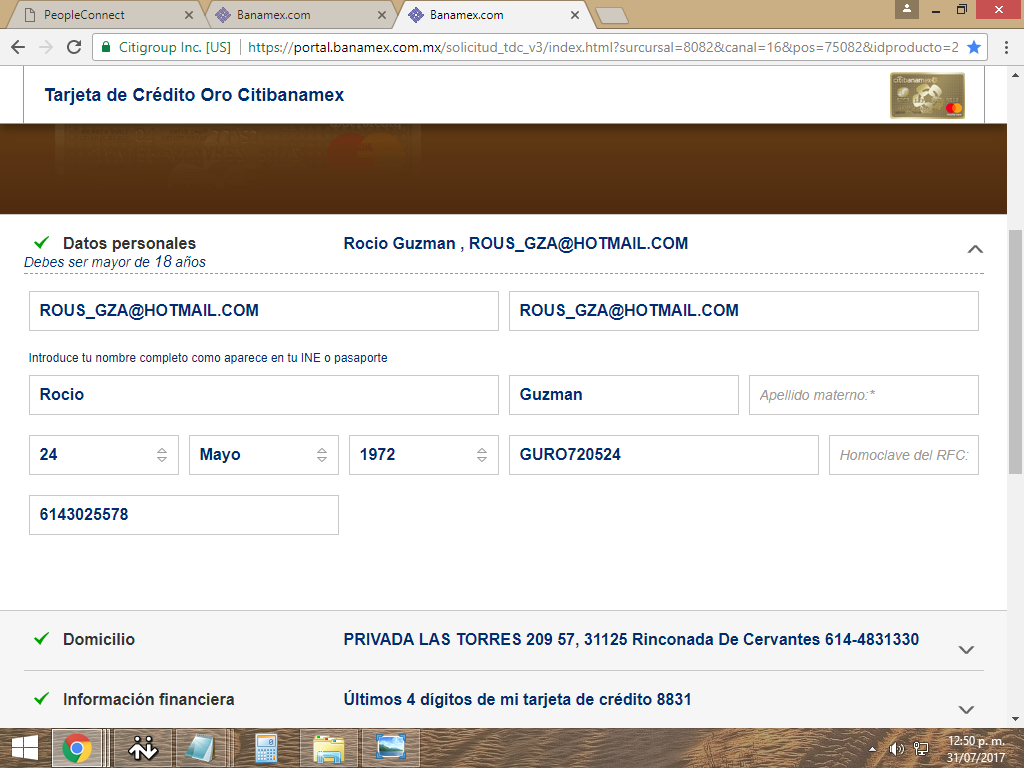 PeopleConnect
Banamex.com
Banamex.com
Citigroup Inc. [US]
https://portal.banamex.com.mx/solicitud_tdc_v3/index.html?surcursal=8082&canal=16&pos=75082&idproducto=2
Tarjeta de Crédito Oro Citibanamex
citibanamex
Datos personales
Rocio Guzman , ROUS_GZA@HOTMAIL.COM
Debes ser mayor de 18 años
ROUS_GZA@HOTMAIL.COM
ROUS_GZA@HOTMAIL.COM
Introduce tu nombre completo como aparece en tu INE o pasaporte
Rocio
Guzman
Apellido materno:*
24
Mayo
1972
GURO720524
Homoclave del RFC:
6143025578
Domicilio
PRIVADA LAS TORRES 209 57, 31125 Rinconada De Cervantes 614-4831330
Información financiera
Últimos 4 dígitos de mi tarjeta de crédito 8831
12:50 p. m.
31/07/2017